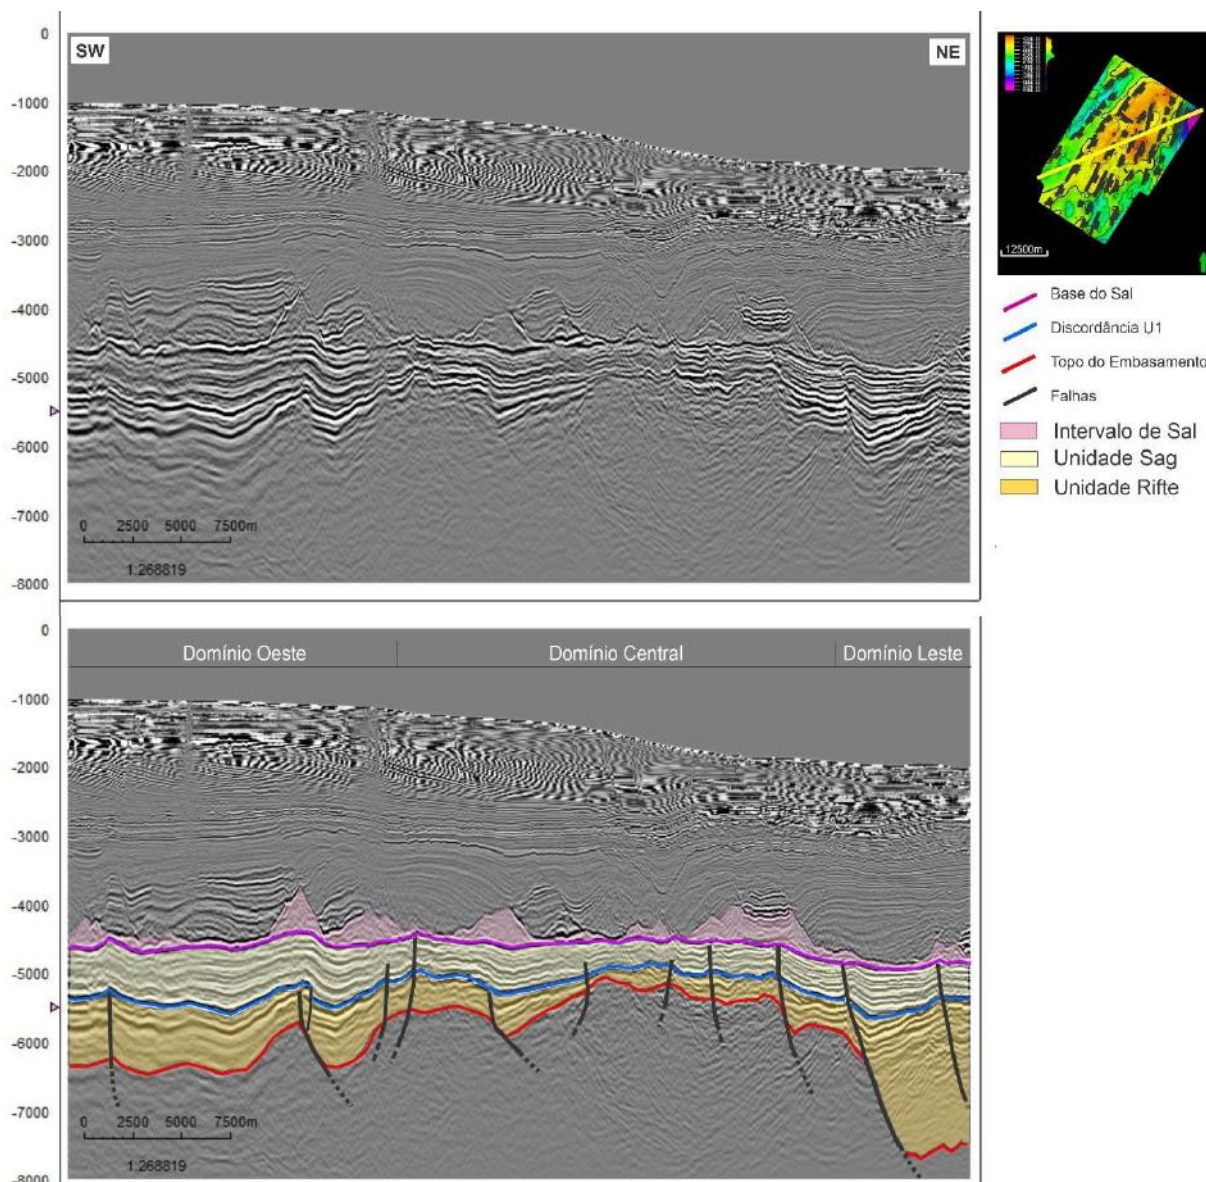 0
SW
NE
-1000
-2000
-3000
-4000
-5000
-6000
-7000
-8000
0 2500 5000 7500m
1:268819
12500m
Base do Sal
Discordância U1
Topo do Embasamento
Falhas
Intervalo de Sal
Unidade Sag
Unidade Rifte
0
Domínio Oeste Domínio Central Domínio Leste
-1000
-2000
-3000
-4000
-5000
-6000
-7000
-8000
0 2500 5000 7500m
1:268819